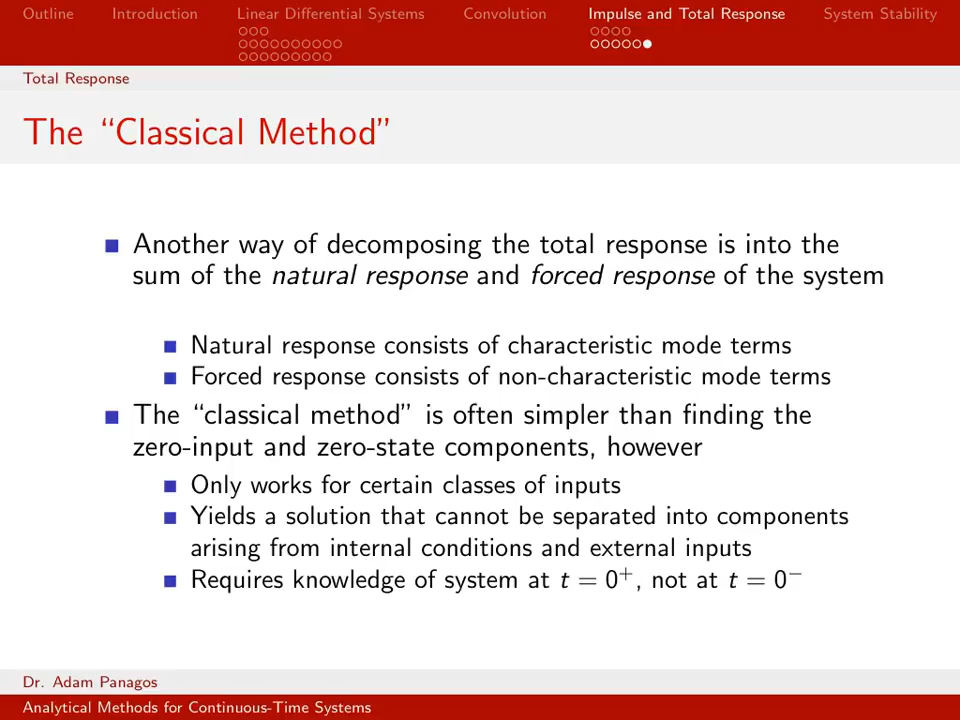 Outline Introduction Linear Differential Systems Convolution Impulse and Total Response System Stability
Total Response
The “Classical Method”
Another way of decomposing the total response is into the
sum of the natural response and forced response of the system
Natural response consists of characteristic mode terms
Forced response consists of non-characteristic mode terms
The “classical method” is often simpler than finding the
zero-input and zero-state components, however
Only works for certain classes of inputs
Yields a solution that cannot be separated into components
arising from internal conditions and external inputs
Requires knowledge of system at t = 0⁺, not at t = 0⁻
Dr. Adam Panagos
Analytical Methods for Continuous-Time Systems